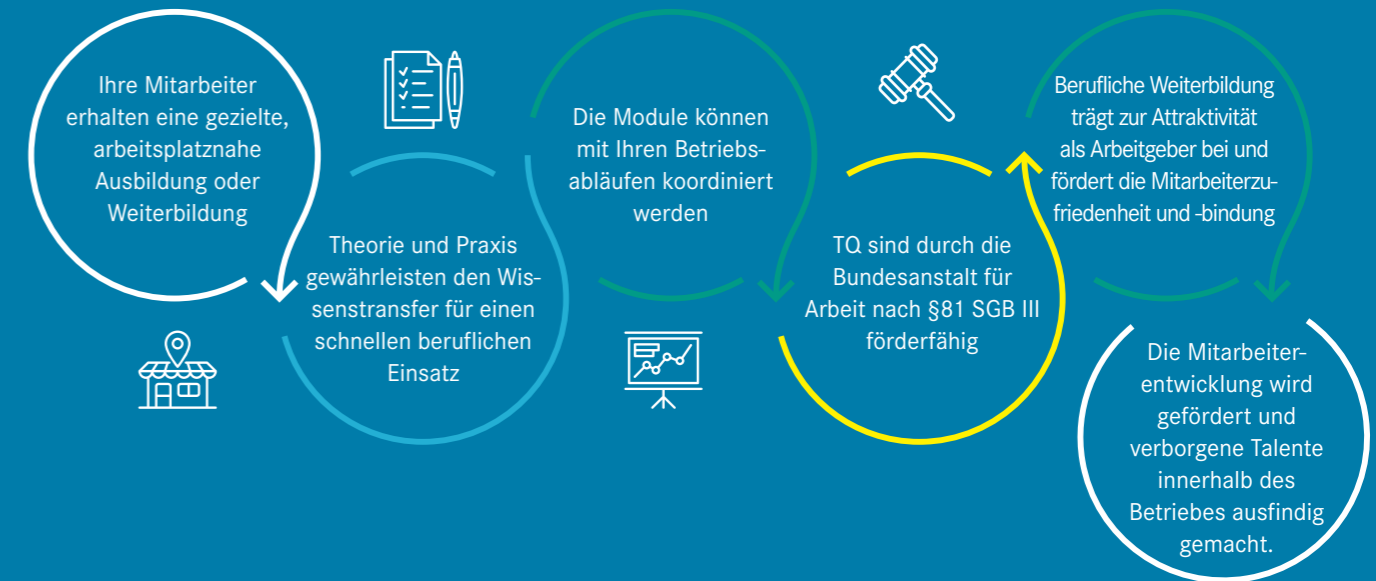 Ihre Mitarbeiter
erhalten eine gezielte,
arbeitsplatznahe
Ausbildung oder
Weiterbildung
Theorie und Praxis
gewährleisten den Wis-
senstransfer für einen
schnellen beruflichen
Einsatz
Die Module können
mit Ihren Betriebs-
abläufen koordiniert
werden
TQ sind durch die
Bundesanstalt für
Arbeit nach §81 SGB III
förderfähig
Berufliche Weiterbildung
trägt zur Attraktivität
als Arbeitgeber bei und
fördert die Mitarbeiterzu-
friedenheit und -bindung
Die Mitarbeiter-
entwicklung wird
gefördert und
verborgene Talente
innerhalb des
Betriebes ausfindig
gemacht.